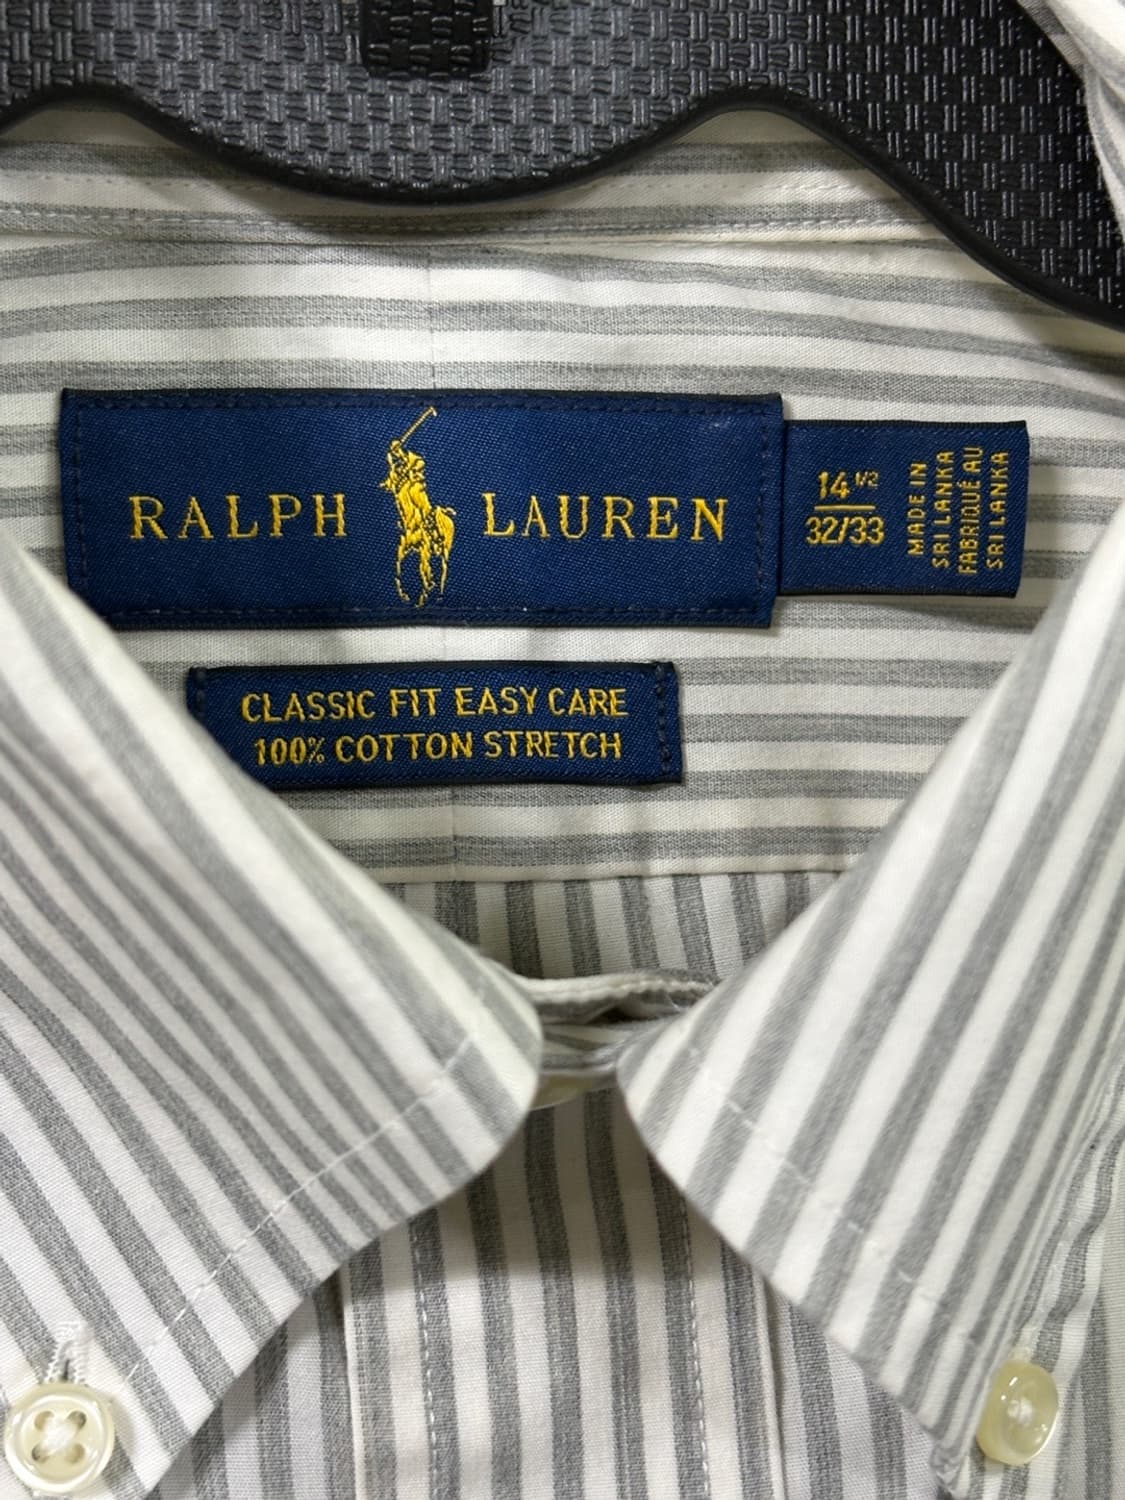 RALPH LAUREN
14 1/2
32/33
MADE IN
SRI LANKA
FABRIQUÉ AU
SRI LANKA
CLASSIC FIT EASY CARE
100% COTTON STRETCH